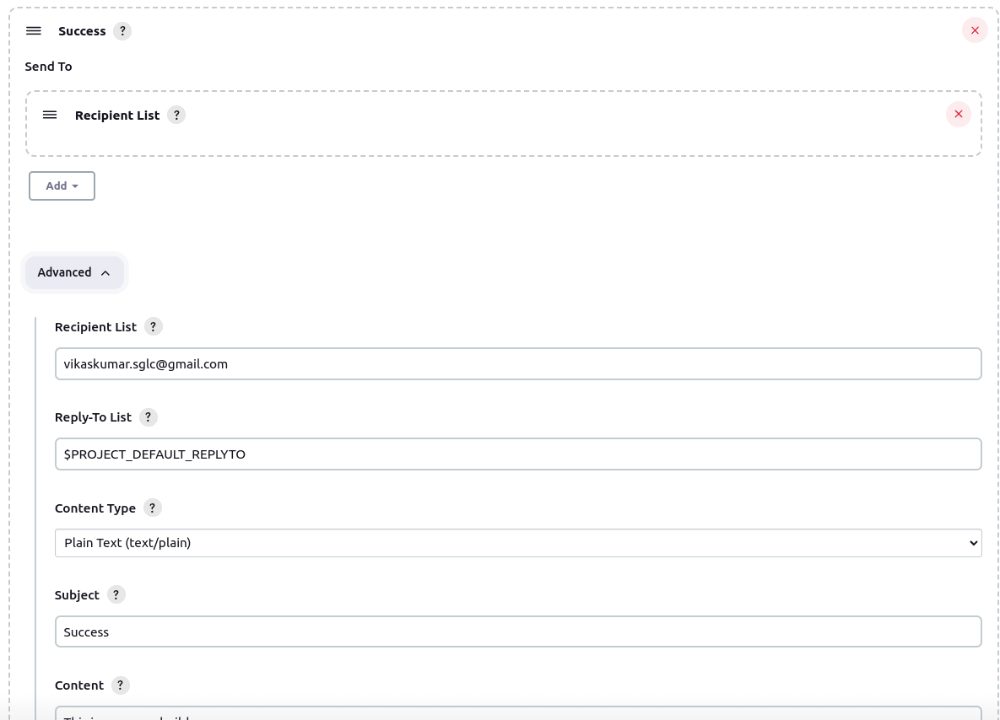 Success ?
Send To
Recipient List ?
Add
Advanced
Recipient List ?
vikaskumar.sglc@gmail.com
Reply-To List ?
$PROJECT_DEFAULT_REPLYTO
Content Type ?
Plain Text (text/plain)
Subject ?
Success
Content ?